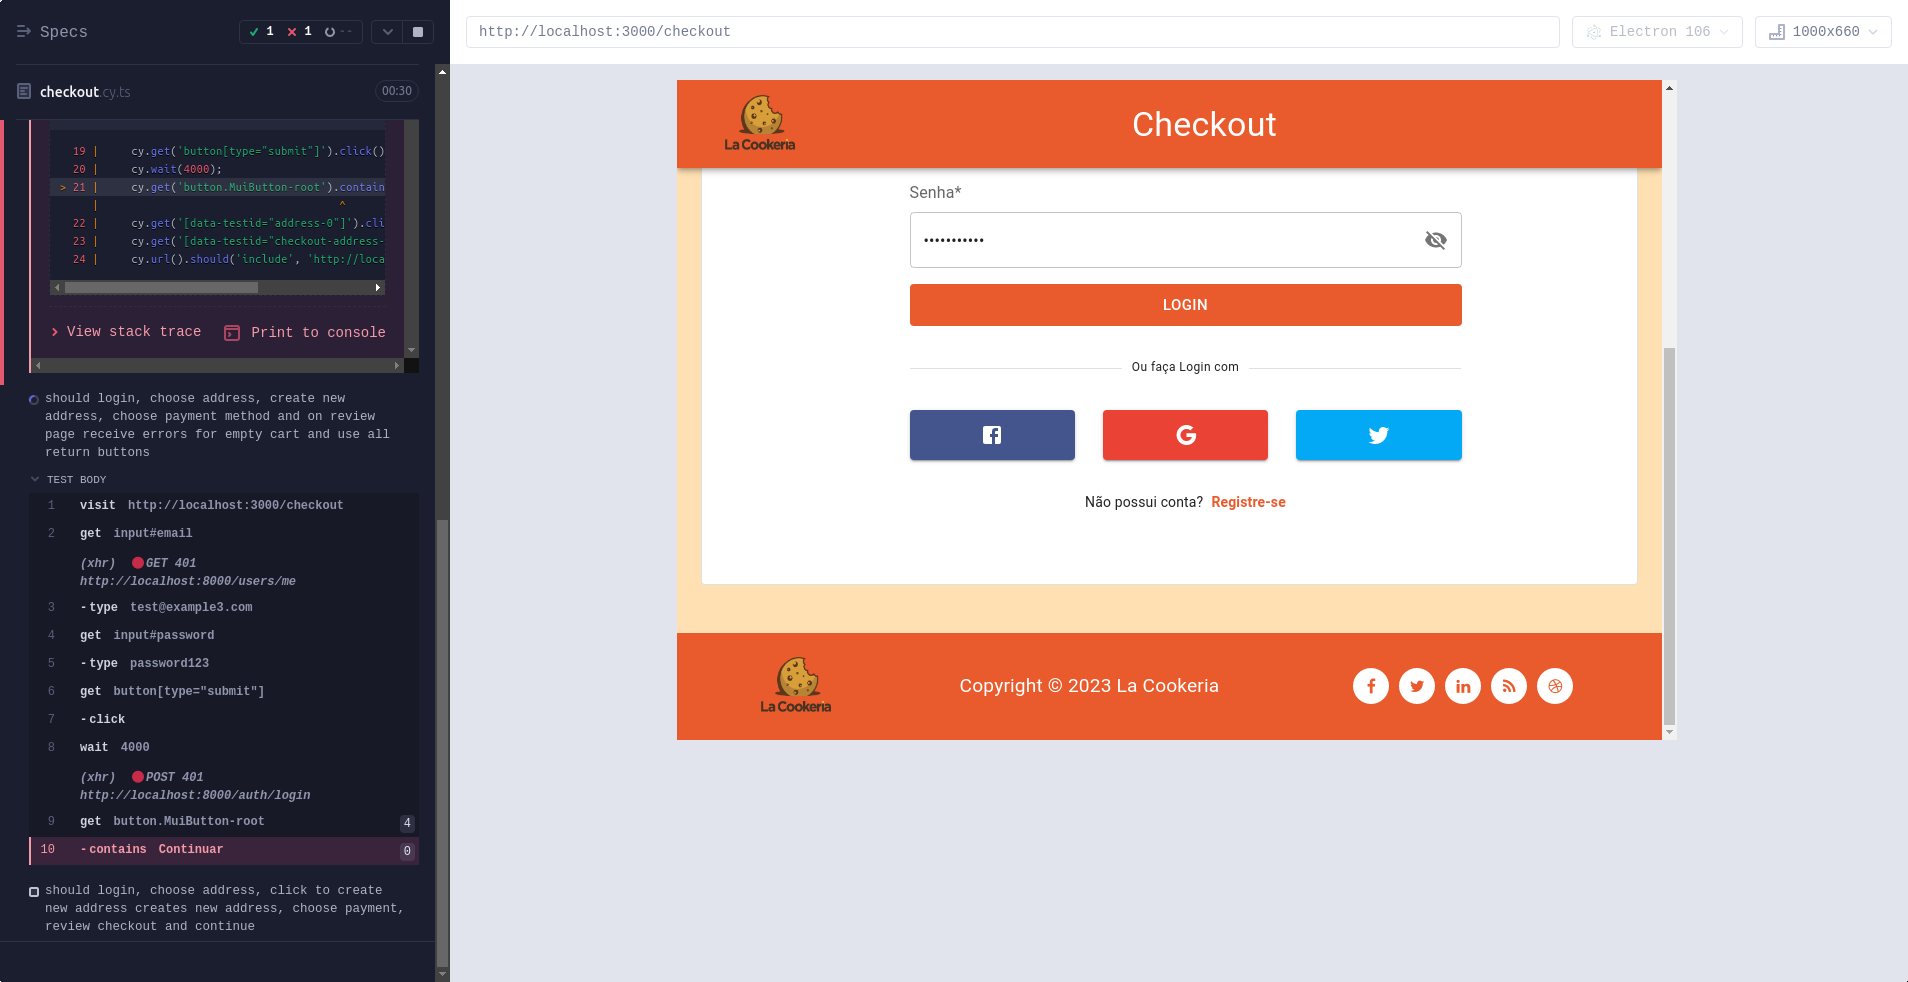 Specs
1 1 --
checkout.cy.ts 00:30
19 | cy.get('button[type="submit"]').click()
20 | cy.wait(4000);
> 21 | cy.get('button.MuiButton-root').contain
| ^
22 | cy.get('[data-testid="address-0"]').cli
23 | cy.get('[data-testid="checkout-address-
24 | cy.url().should('include', 'http://loca
View stack trace Print to console
should login, choose address, create new
address, choose payment method and on review
page receive errors for empty cart and use all
return buttons
TEST BODY
1 visit http://localhost:3000/checkout
2 get input#email
(xhr) GET 401
http://localhost:8000/users/me
3 -type test@example3.com
4 get input#password
5 -type password123
6 get button[type="submit"]
7 -click
8 wait 4000
(xhr) POST 401
http://localhost:8000/auth/login
9 get button.MuiButton-root 4
10 -contains Continuar 0
should login, choose address, click to create
new address creates new address, choose payment,
review checkout and continue
http://localhost:3000/checkout
Electron 106
1000x660
La Cookeria
Checkout
Senha*
•••••••••••
LOGIN
Ou faça Login com
Não possui conta? Registre-se
La Cookeria
Copyright © 2023 La Cookeria